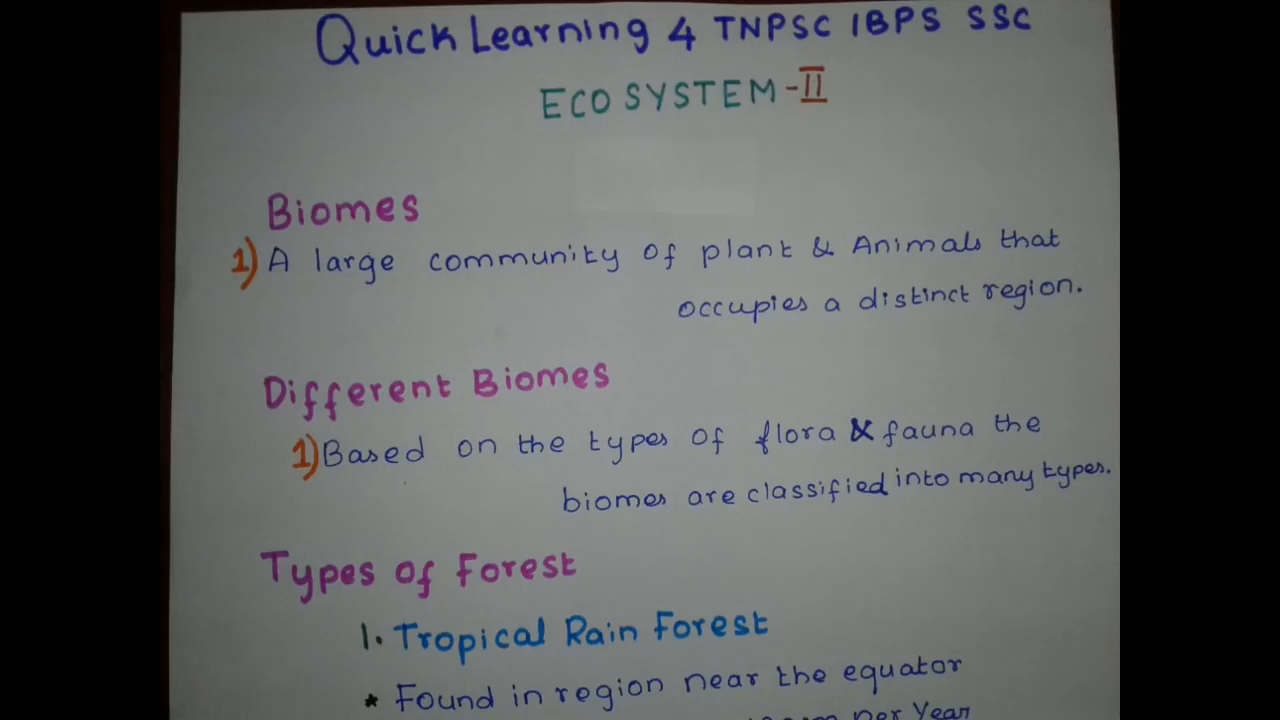 Quick Learning 4 TNPSC IBPS SSC
ECO SYSTEM - II
Biomes
1) A large community of plant & Animals that
occupies a distinct region.
Different Biomes
1) Based on the types of flora & fauna the
biomes are classified into many types.
Types of Forest
1. Tropical Rain Forest
* Found in region near the equator
per Year